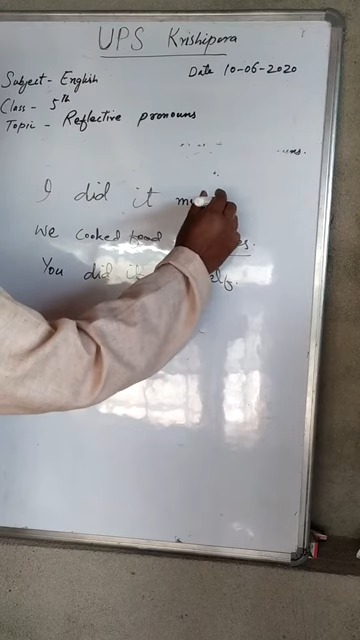 UPS Krishipora
Subject - English
Date 10-06-2020
Class - 5th
Topic - Reflective pronouns
I did it
We cooked food
You did it